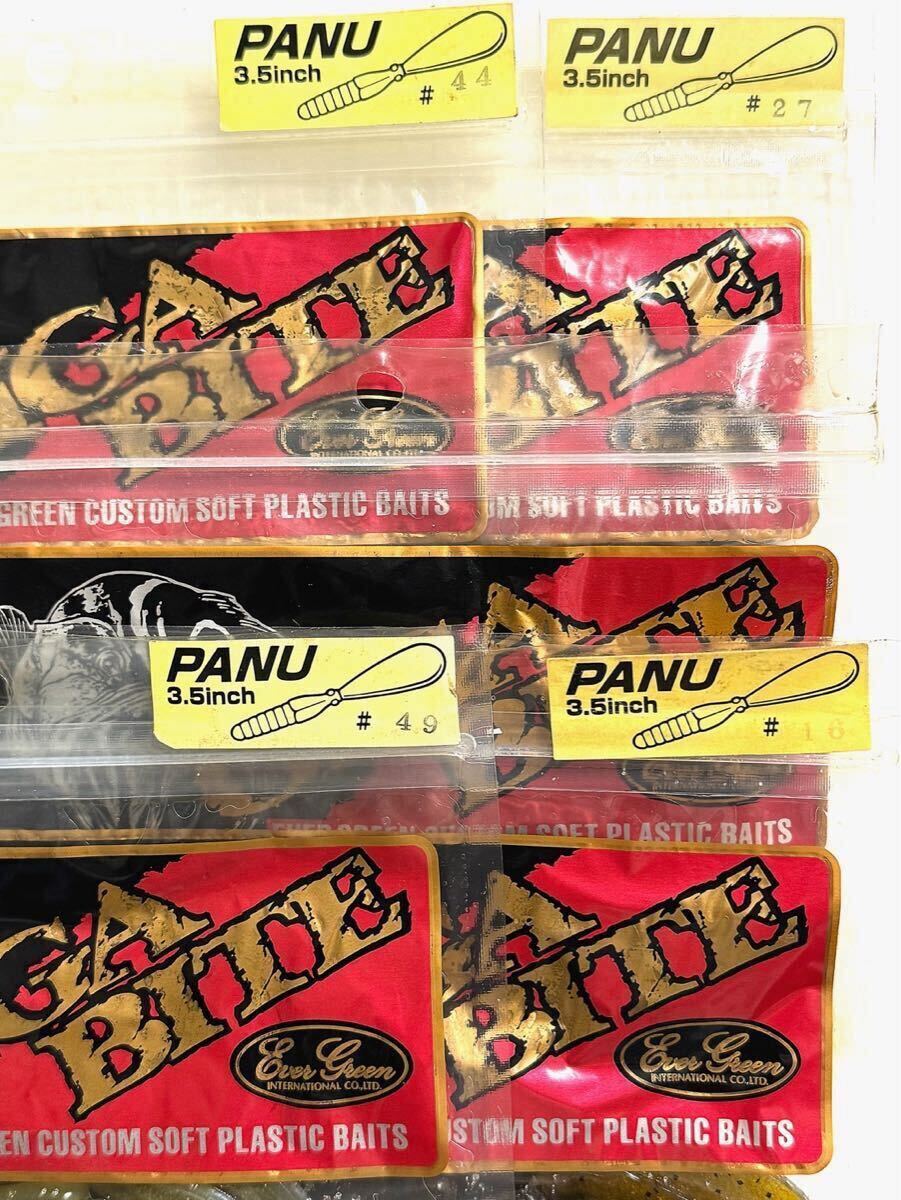 PANU
3.5inch
# 44
PANU
3.5inch
# 27
GA
BITE
Ever Green
INTERNATIONAL CO.,LTD.
GREEN CUSTOM SOFT PLASTIC BAITS
SOFT PLASTIC BAITS
PANU
3.5inch
# 49
PANU
3.5inch
# 16
EVER GREEN CUSTOM SOFT PLASTIC BAITS
GA
BITE
Ever Green
INTERNATIONAL CO.,LTD.
EN CUSTOM SOFT PLASTIC BAITS
GA
BITE
Ever Green
INTERNATIONAL CO.,LTD.
STOM SOFT PLASTIC BAITS